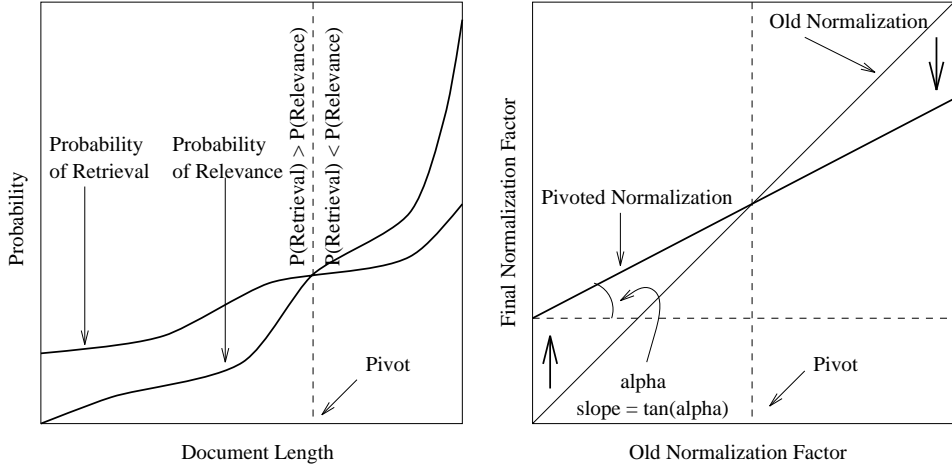 Probability
Probability
of Retrieval
Probability
of Relevance
P(Retrieval) > P(Relevance)
P(Retrieval) < P(Relevance)
Pivot
Document Length
Final Normalization Factor
Old Normalization
Pivoted Normalization
alpha
slope = tan(alpha)
Pivot
Old Normalization Factor